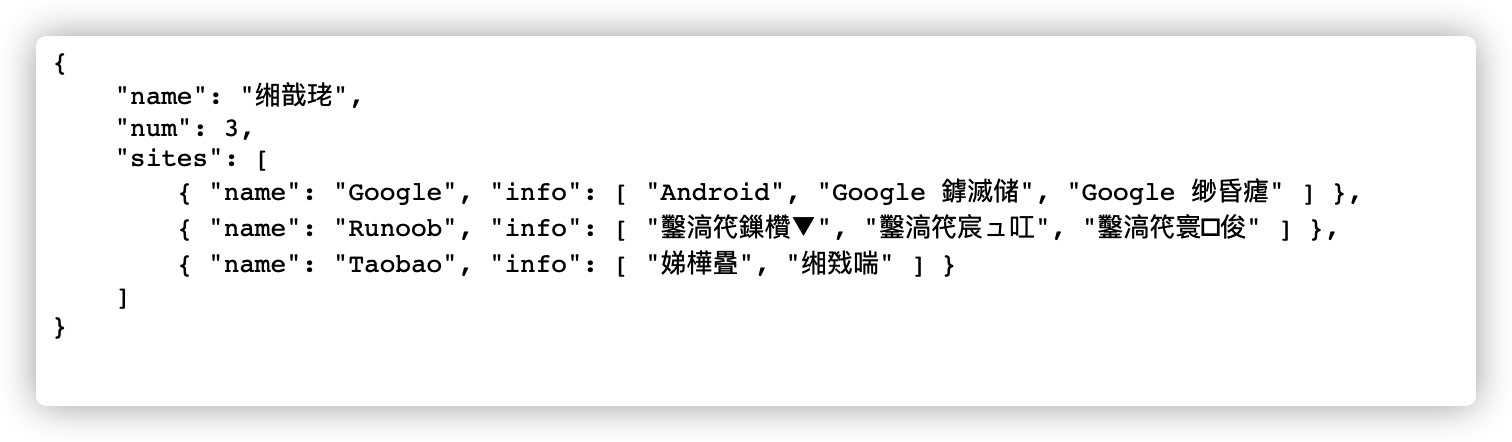 {
"name": "缃戠珯",
"num": 3,
"sites": [
{ "name": "Google", "info": [ "Android", "Google 鎼滅储", "Google 缈昏瘧" ] },
{ "name": "Runoob", "info": [ "鑿滈笩鏁欑▼", "鑿滈笩宸ュ叿", "鑿滈笩寰□俊" ] },
{ "name": "Taobao", "info": [ "娣樺疂", "缃戣喘" ] }
]
}